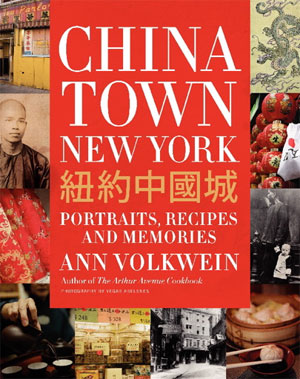 CHINA
TOWN
NEW YORK
紐約中國城
PORTRAITS, RECIPES
AND MEMORIES
ANN VOLKWEIN
Author of The Arthur Avenue Cookbook